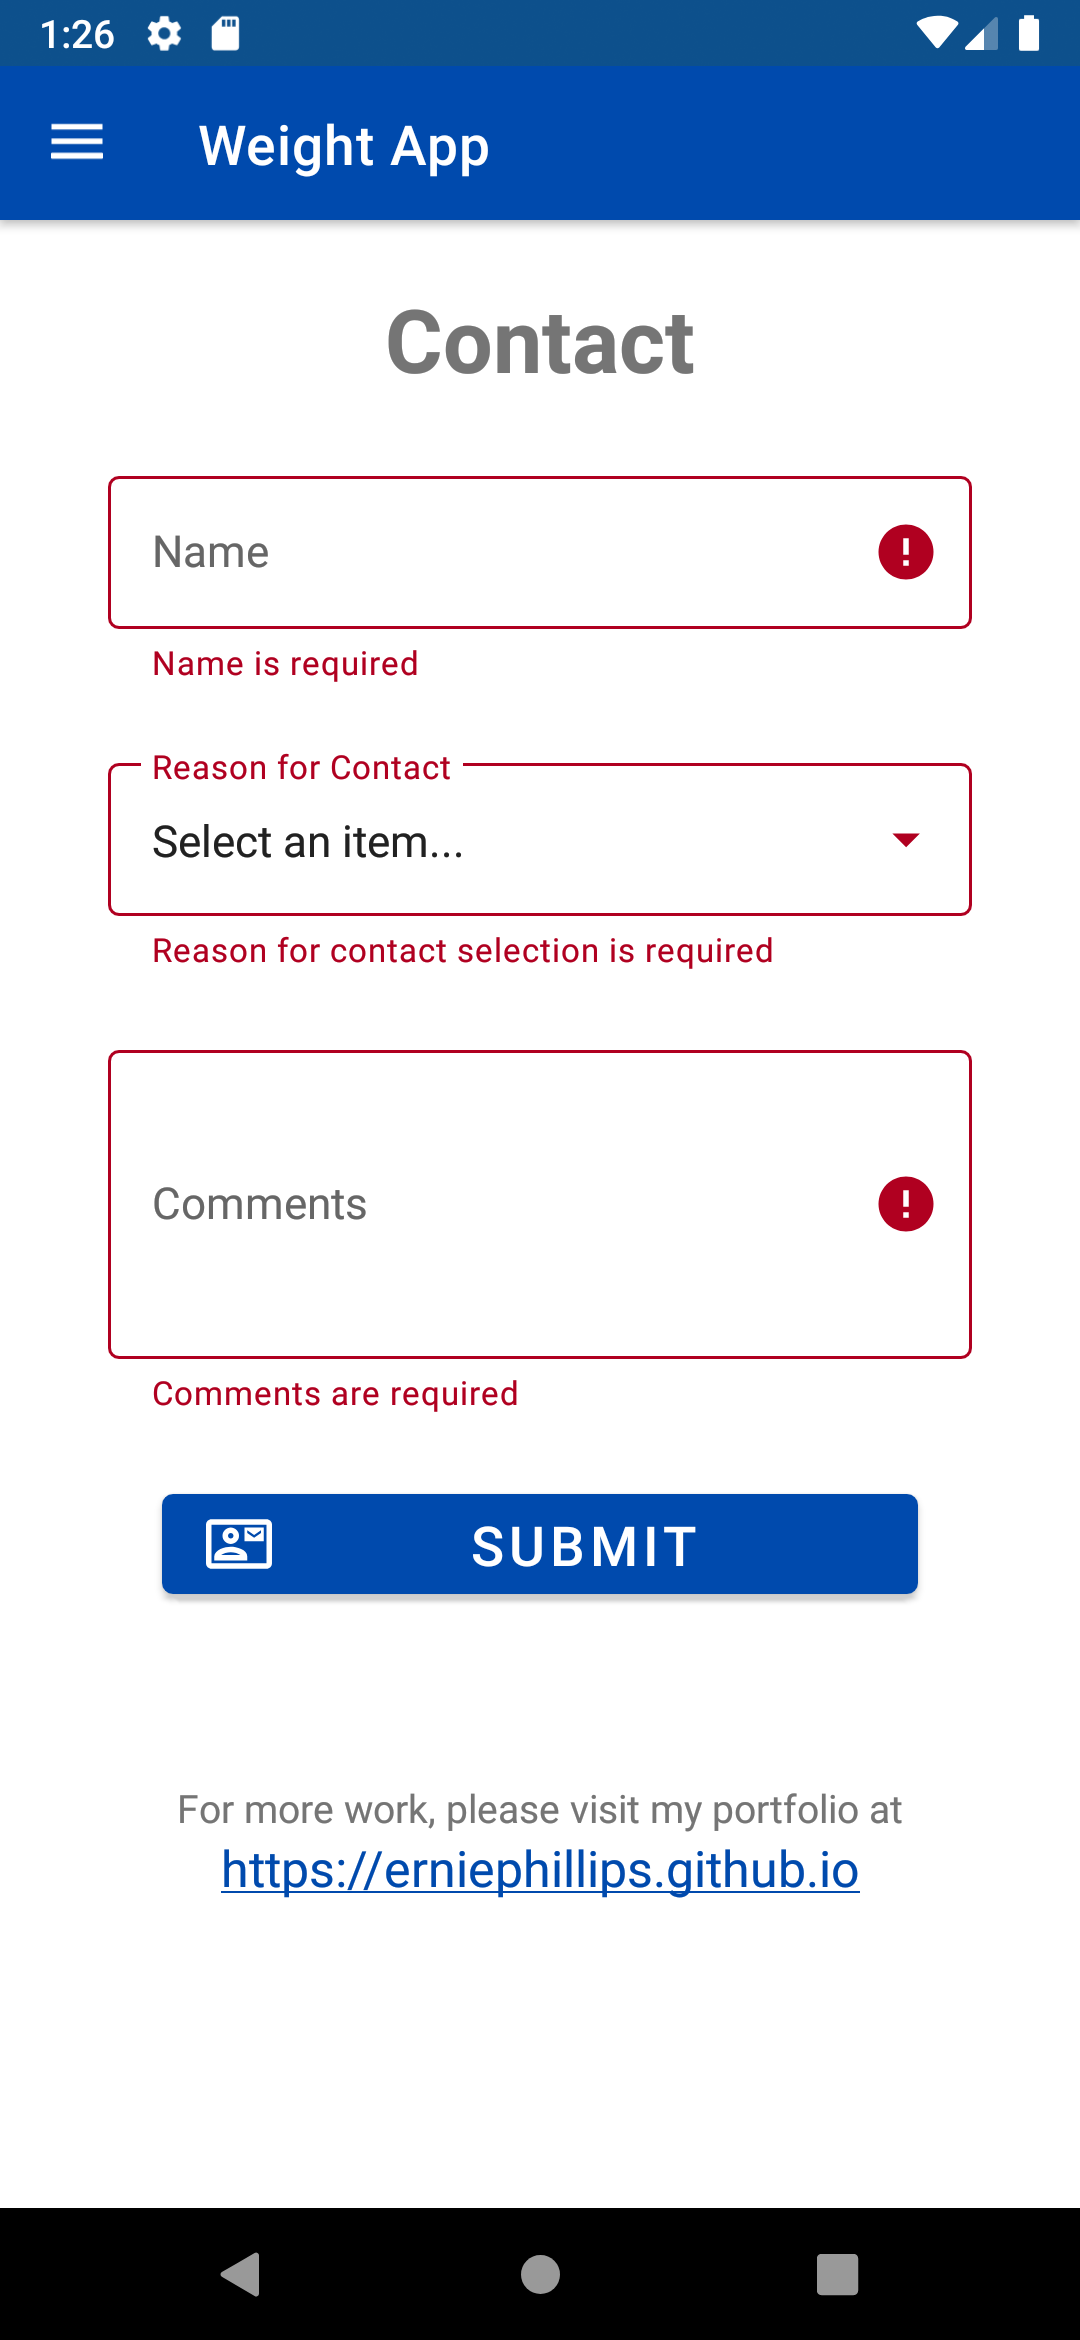 1:26
Weight App
Contact
Name
Name is required
Reason for Contact
Select an item...
Reason for contact selection is required
Comments
Comments are required
SUBMIT
For more work, please visit my portfolio at
https://erniephillips.github.io